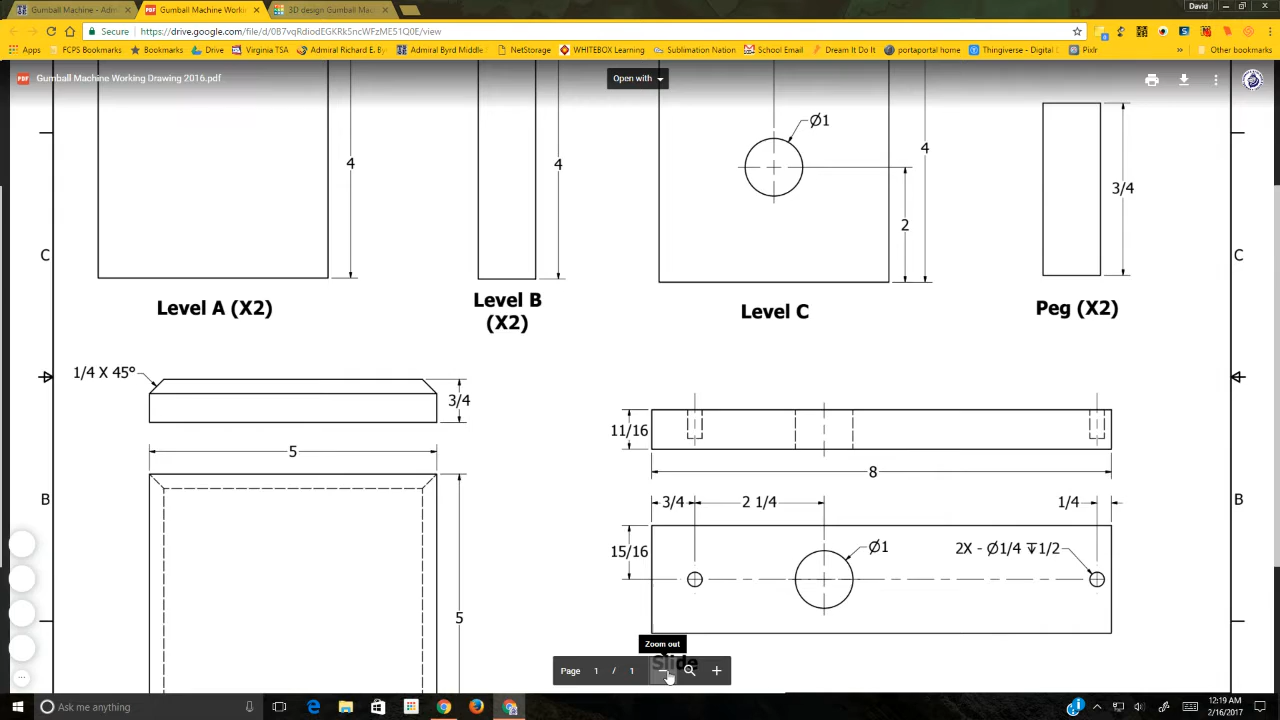 Gumball Machine - Adm
Gumball Machine Workin
3D design Gumball Mac
David
Secure
https://drive.google.com/file/d/0B7vqRdiodEGKRk5ncWFzME51Q0E/view
Apps
FCPS Bookmarks
Bookmarks
Drive
Virginia TSA
Admiral Richard E. By
Admiral Byrd Middle
NetStorage
WHITEBOX Learning
Sublimation Nation
School Email
Dream It Do It
portaportal home
Thingiverse - Digital
Pixlr
»
Other bookmarks
PDF
Gumball Machine Working Drawing 2016.pdf
Open with
Ø1
4
4
4
2
3/4
C
C
Level A (X2)
Level B
(X2)
Level C
Peg (X2)
1/4 X 45°
3/4
11/16
5
8
B
B
3/4
2 1/4
1/4
15/16
Ø1
2X - Ø1/4 ↧1/2
5
Zoom out
Slide
Page 1 / 1
Ask me anything
12:19 AM
2/16/2017